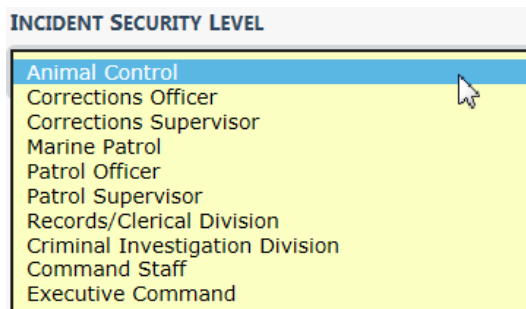 INCIDENT SECURITY LEVEL
Animal Control
Corrections Officer
Corrections Supervisor
Marine Patrol
Patrol Officer
Patrol Supervisor
Records/Clerical Division
Criminal Investigation Division
Command Staff
Executive Command